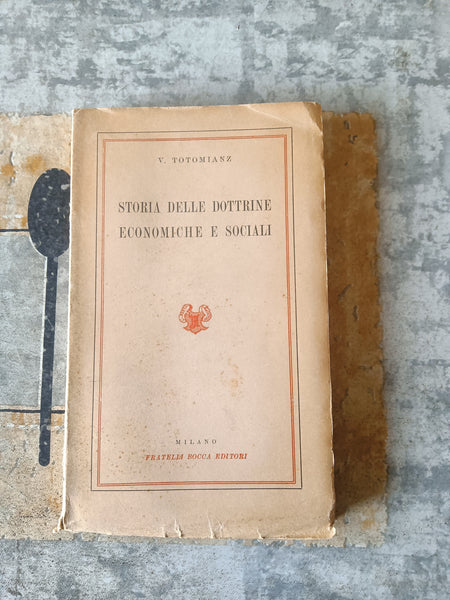 V. TOTOMIANZ
STORIA DELLE DOTTRINE
ECONOMICHE E SOCIALI
MILANO
FRATELLI BOCCA EDITORI